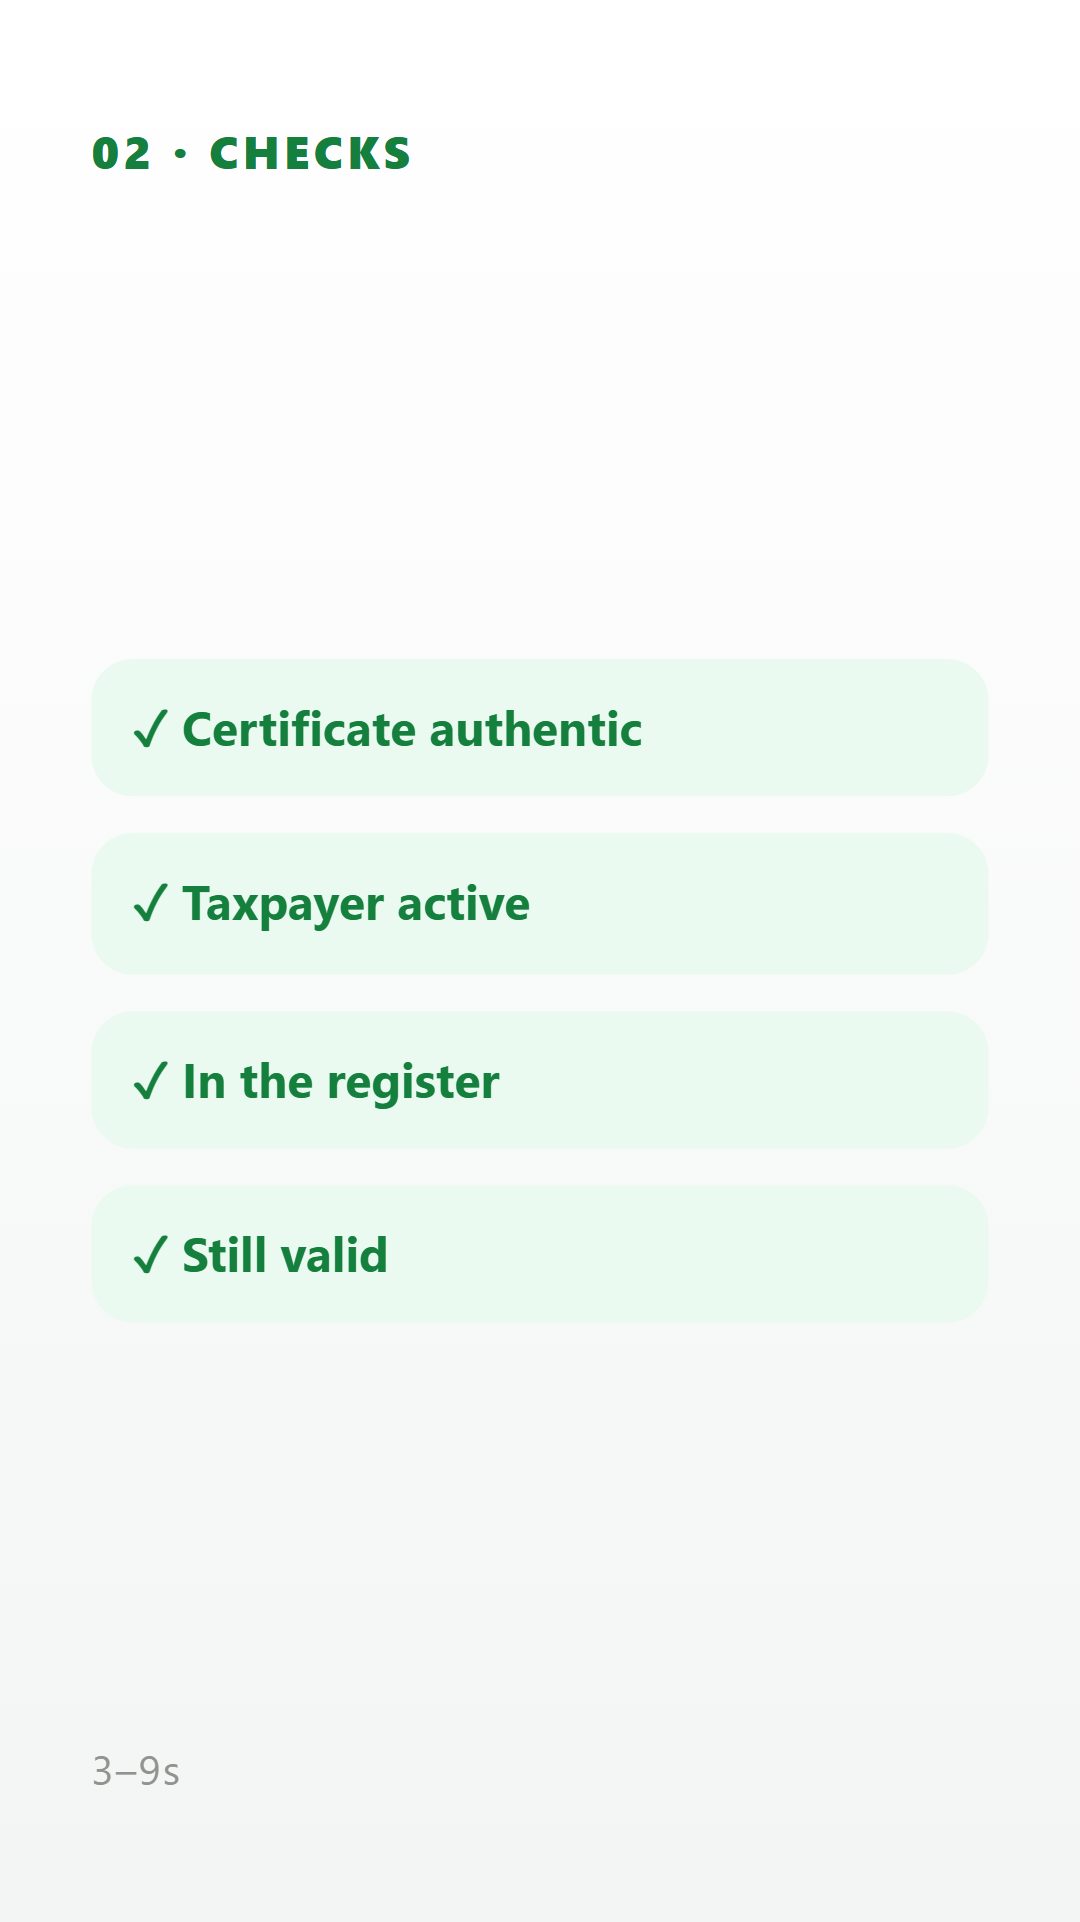 02 · CHECKS
✓ Certificate authentic
✓ Taxpayer active
✓ In the register
✓ Still valid
3–9s